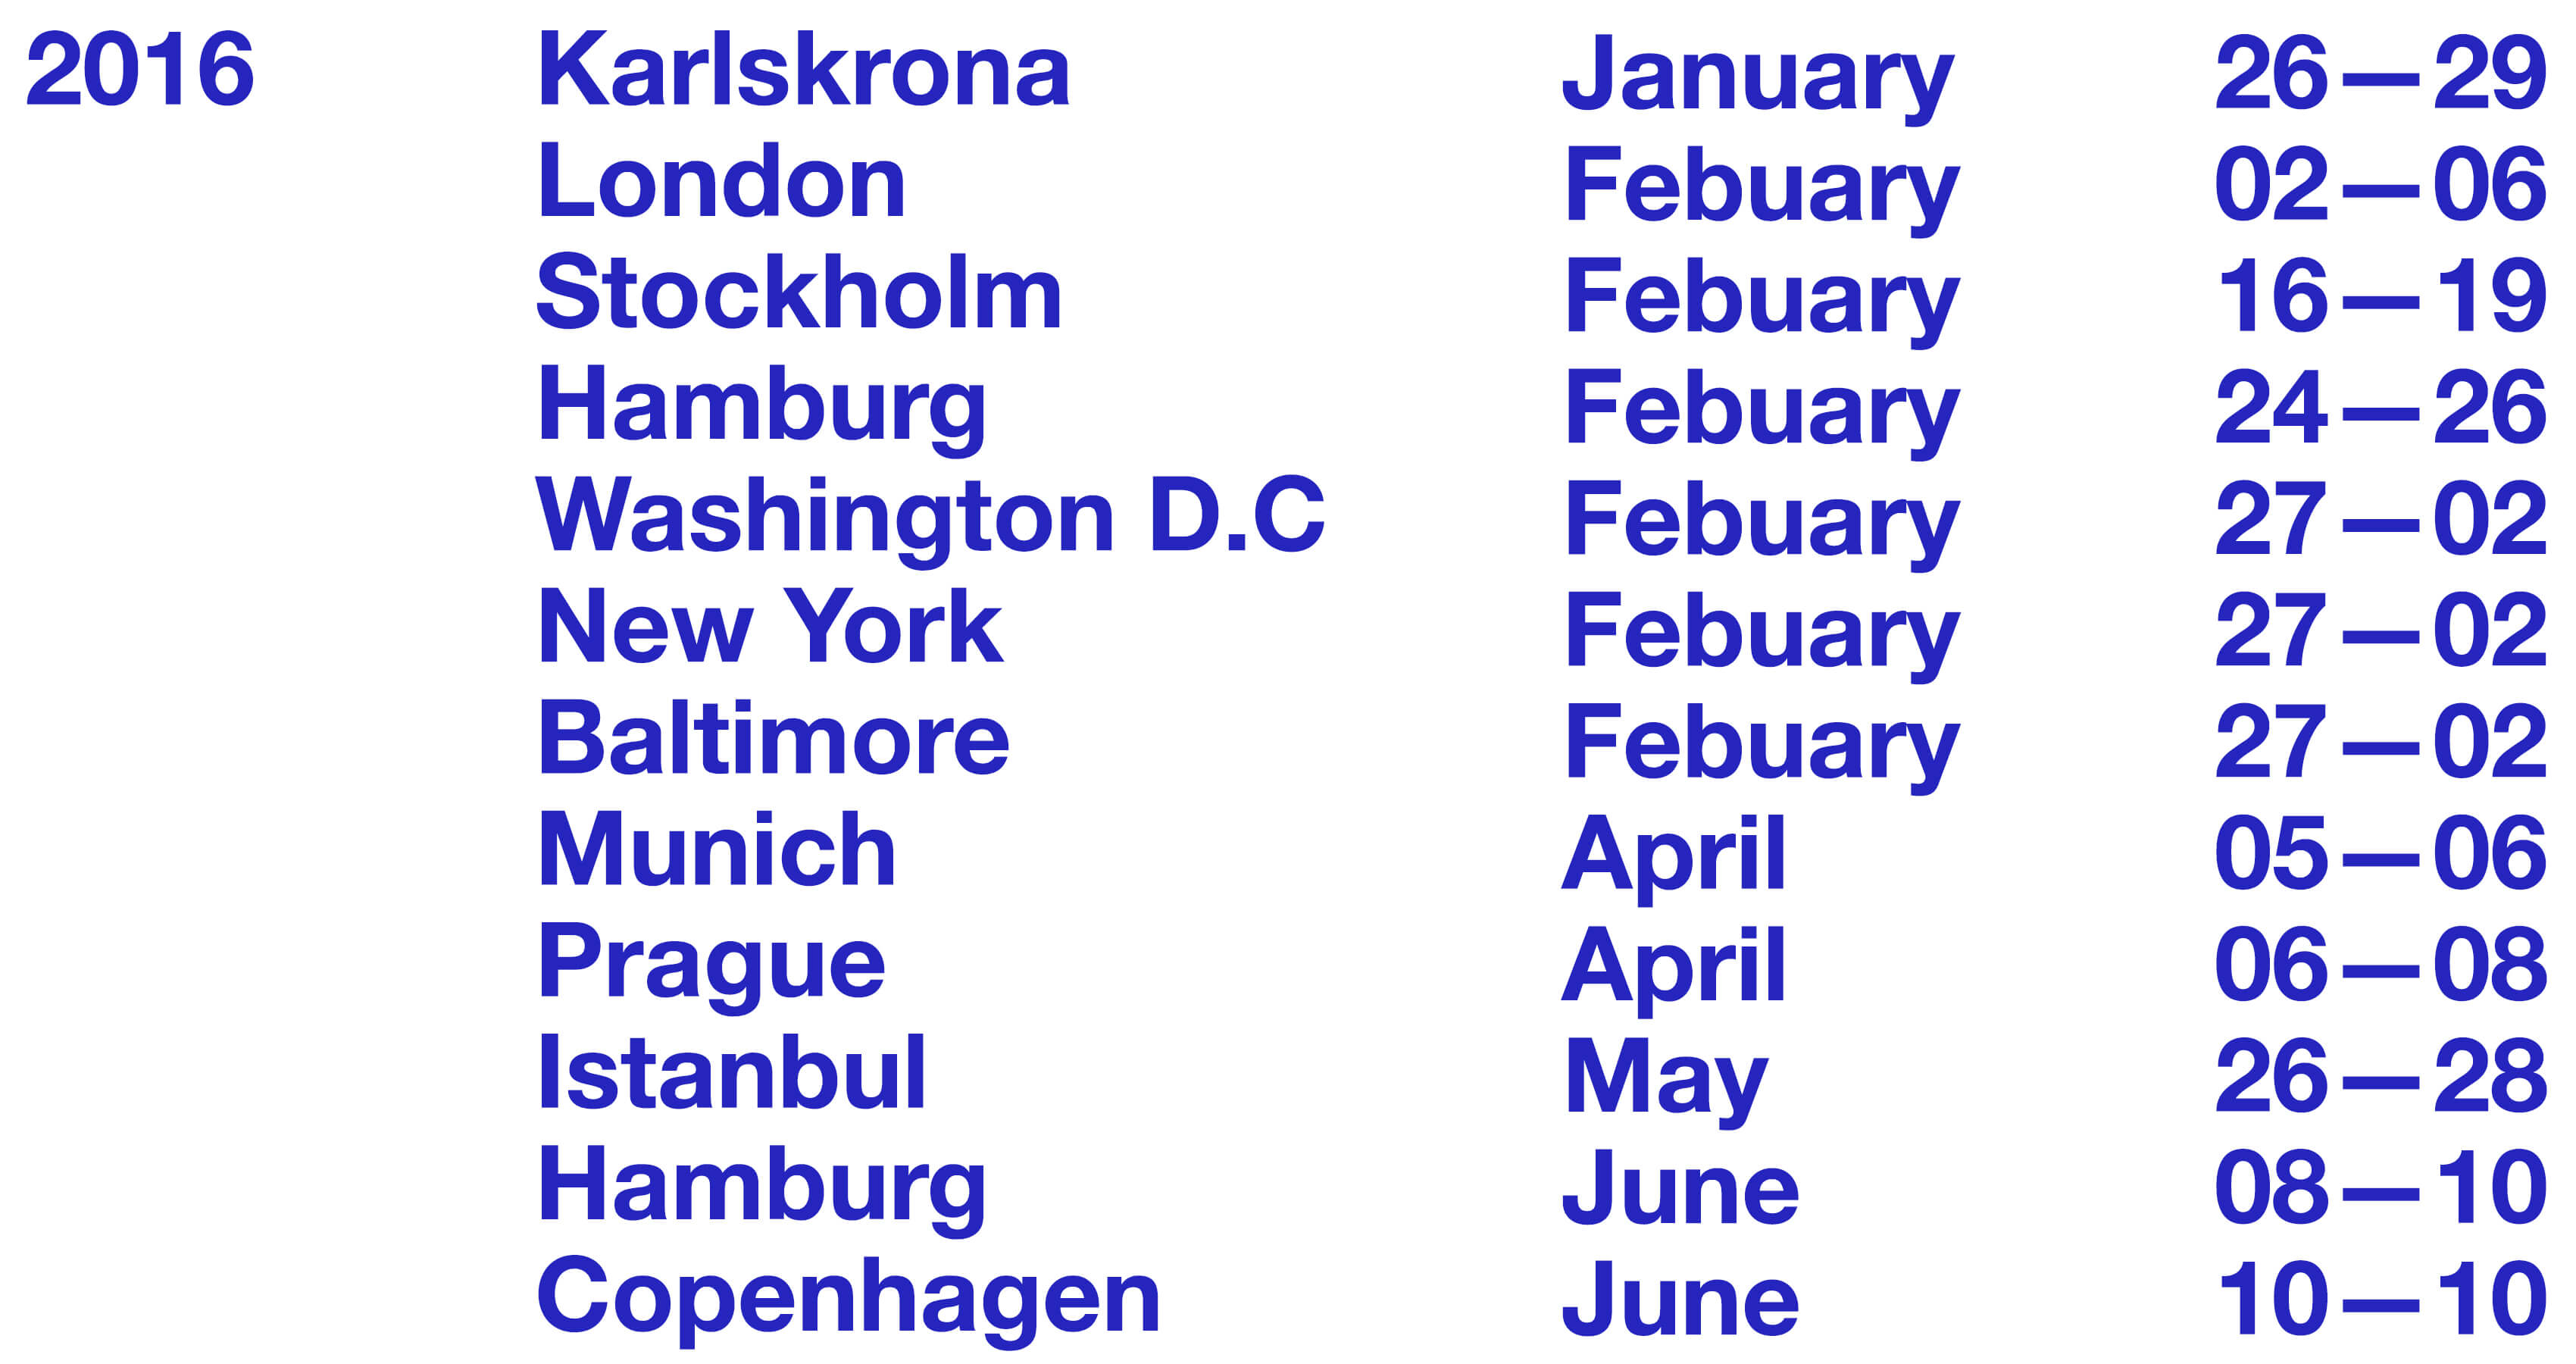 2016 Karlskrona January 26—29
London Febuary 02—06
Stockholm Febuary 16—19
Hamburg Febuary 24—26
Washington D.C Febuary 27—02
New York Febuary 27—02
Baltimore Febuary 27—02
Munich April 05—06
Prague April 06—08
Istanbul May 26—28
Hamburg June 08—10
Copenhagen June 10—10